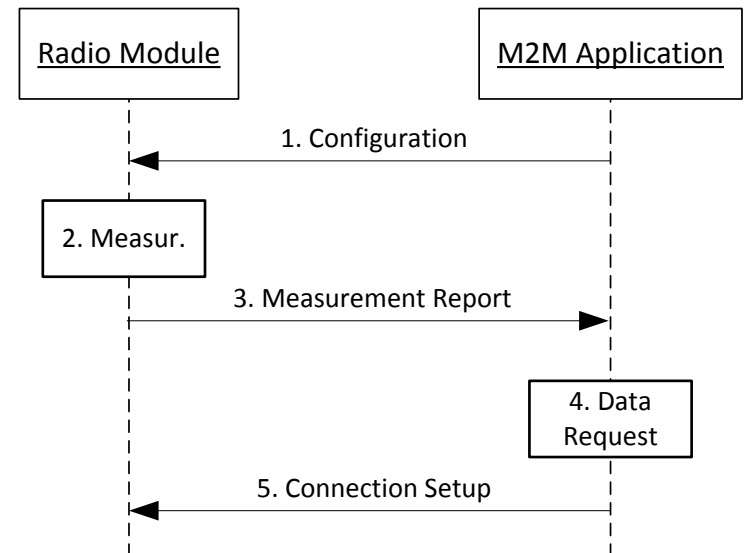 Radio Module
M2M Application
1. Configuration
2. Measur.
3. Measurement Report
4. Data
Request
5. Connection Setup